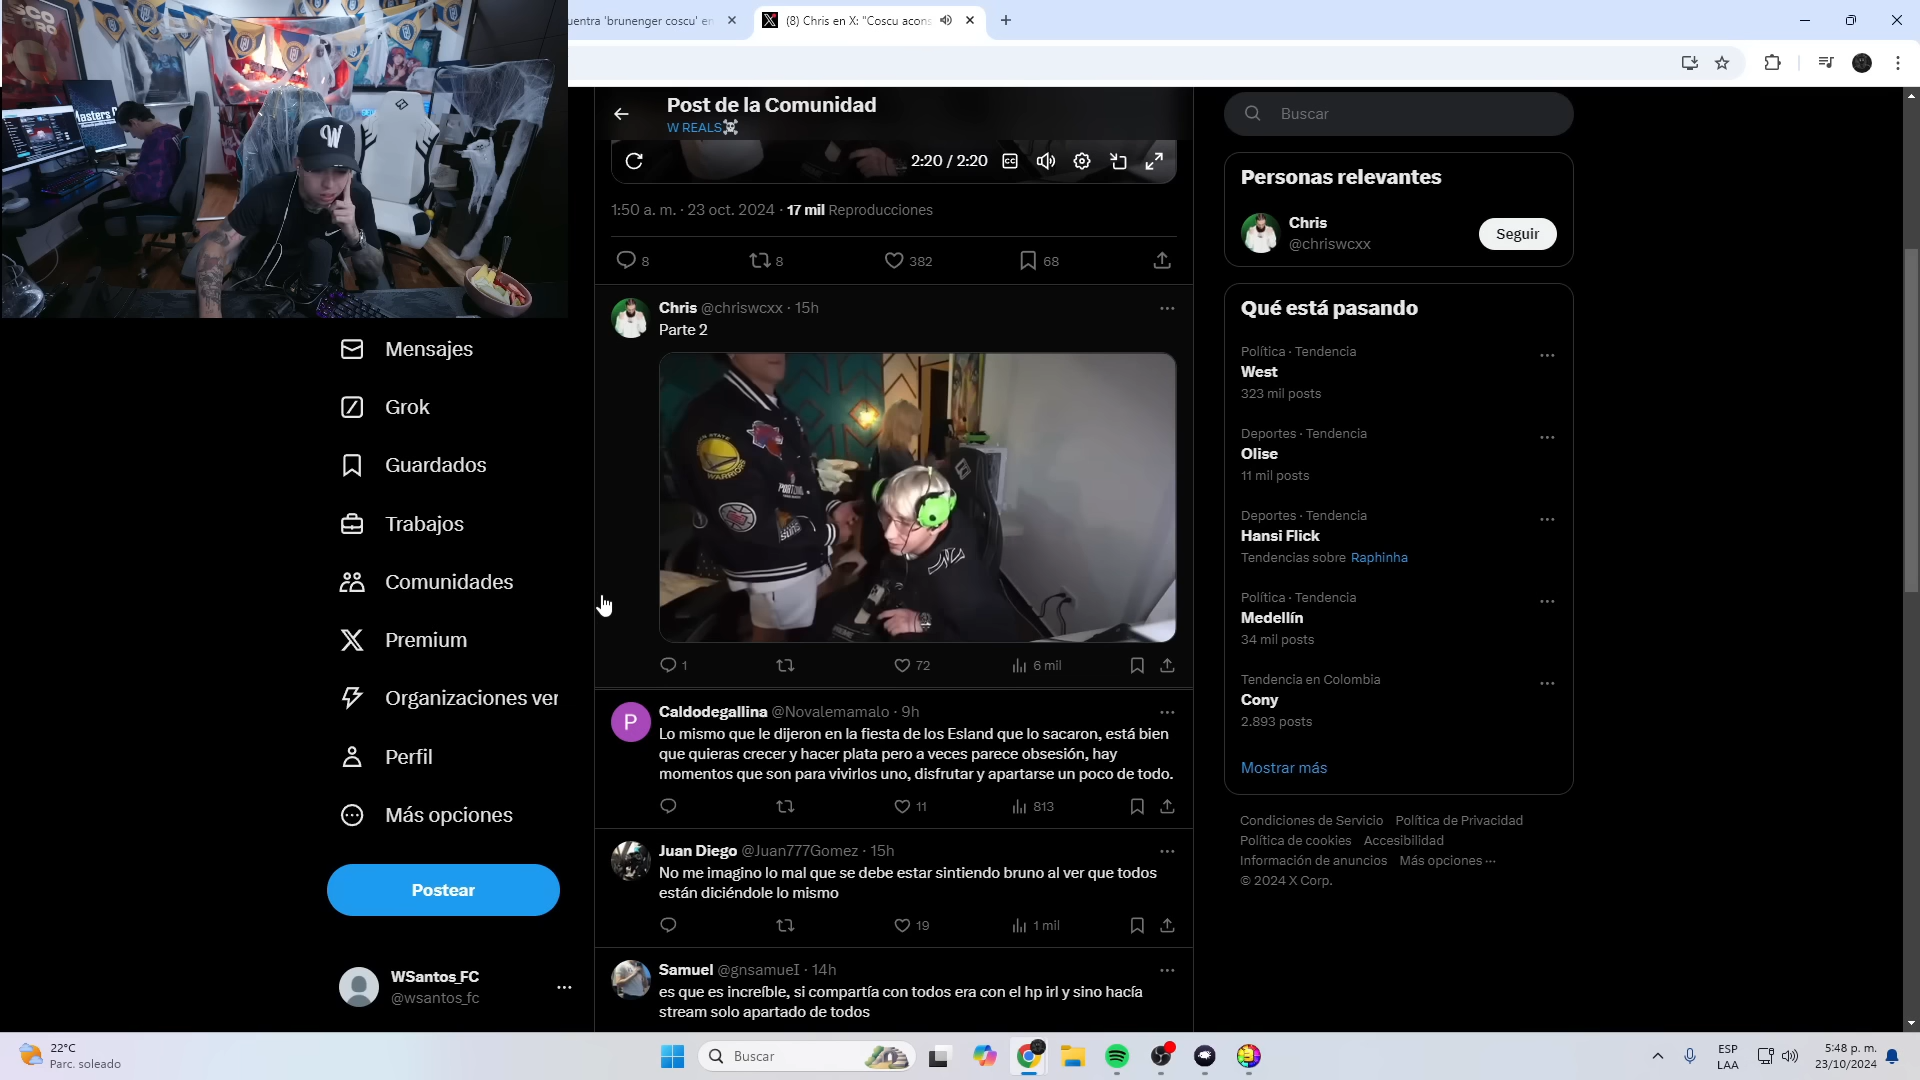 uentra 'brunenger coscu' en
(8) Chris en X: "Coscu acons
Post de la Comunidad
W REALS☠️
2:20 / 2:20
1:50 a. m. · 23 oct. 2024 · 17 mil Reproducciones
8
8
382
68
Chris @chriswcxx · 15h
Parte 2
1
72
6 mil
Caldodegallina @Novalemamalo · 9h
Lo mismo que le dijeron en la fiesta de los Esland que lo sacaron, está bien
que quieras crecer y hacer plata pero a veces parece obsesión, hay
momentos que son para vivirlos uno, disfrutar y apartarse un poco de todo.
11
813
Juan Diego @Juan777Gomez · 15h
No me imagino lo mal que se debe estar sintiendo bruno al ver que todos
están diciéndole lo mismo
19
1 mil
Samuel @gnsamueI · 14h
es que es increíble, si compartía con todos era con el hp irl y sino hacía
stream solo apartado de todos
Mensajes
Grok
Guardados
Trabajos
Comunidades
Premium
Organizaciones ver
Perfil
Más opciones
Postear
WSantos_FC
@wsantos_fc
Buscar
Personas relevantes
Chris
@chriswcxx
Seguir
Qué está pasando
Política · Tendencia
West
323 mil posts
Deportes · Tendencia
Olise
11 mil posts
Deportes · Tendencia
Hansi Flick
Tendencias sobre Raphinha
Política · Tendencia
Medellín
34 mil posts
Tendencia en Colombia
Cony
2.893 posts
Mostrar más
Condiciones de Servicio Política de Privacidad
Política de cookies Accesibilidad
Información de anuncios Más opciones ···
© 2024 X Corp.
22°C
Parc. soleado
Buscar
ESP
LAA
5:48 p. m.
23/10/2024
P
W
GOLDEN STATE
WARRIORS
SUNS